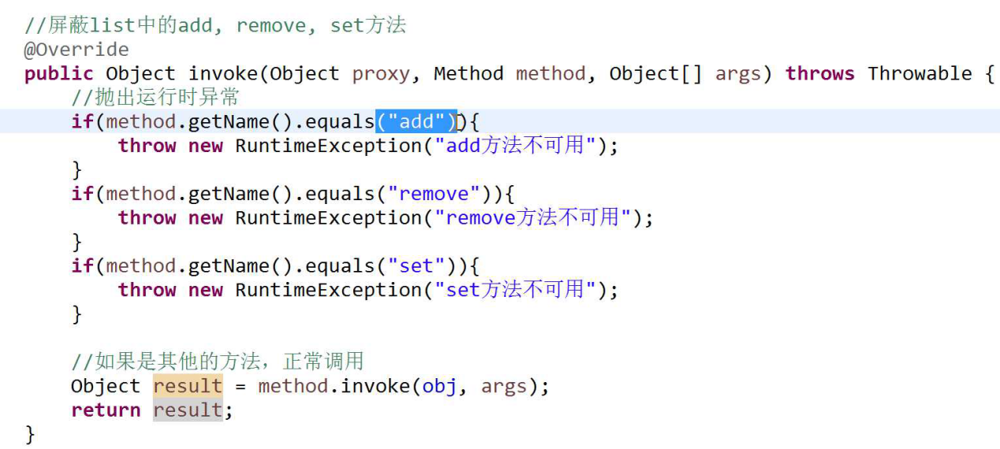 //屏蔽list中的add, remove, set方法
@Override
public Object invoke(Object proxy, Method method, Object[] args) throws Throwable {
//抛出运行时异常
if(method.getName().equals("add")){
throw new RuntimeException("add方法不可用");
}
if(method.getName().equals("remove")){
throw new RuntimeException("remove方法不可用");
}
if(method.getName().equals("set")){
throw new RuntimeException("set方法不可用");
}
//如果是其他的方法，正常调用
Object result = method.invoke(obj, args);
return result;
}